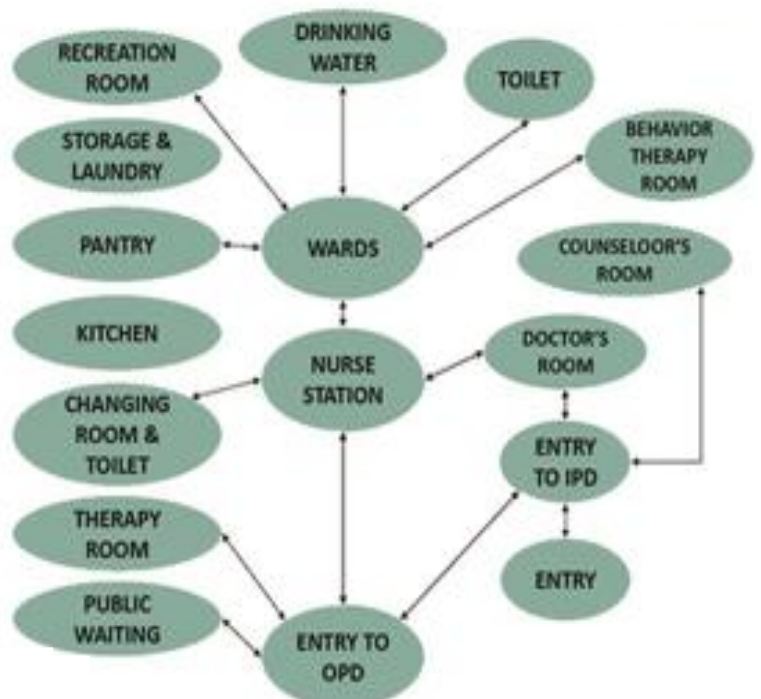 RECREATION
ROOM
DRINKING
WATER
TOILET
STORAGE &
LAUNDRY
BEHAVIOR
THERAPY
ROOM
PANTRY
WARDS
COUNSELOOR'S
ROOM
KITCHEN
NURSE
STATION
DOCTOR'S
ROOM
CHANGING
ROOM &
TOILET
ENTRY
TO IPD
THERAPY
ROOM
ENTRY
PUBLIC
WAITING
ENTRY TO
OPD